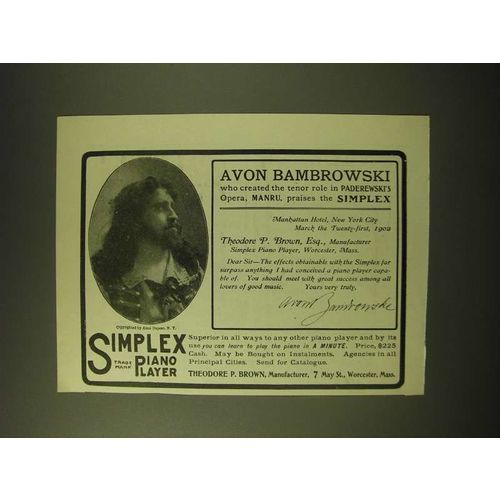 AVON BAMBROWSKI
who created the tenor role in PADEREWSKI'S
Opera, MANRU, praises the SIMPLEX
Manhattan Hotel, New York City
March the Twenty-first, 1902
Theodore P. Brown, Esq., Manufacturer
Simplex Piano Player, Worcester, Mass.
Dear Sir—The effects obtainable with the Simplex far
surpass anything I had conceived a piano player capa-
ble of. You should meet with great success among all
lovers of good music. Yours very truly,
Avon Bambrowski
Copyrighted by Aimé Dupont, N. Y.
SIMPLEX
TRADE MARK
PIANO
PLAYER
Superior in all ways to any other piano player and by its
use you can learn to play the piano in A MINUTE. Price, $225
Cash. May be Bought on Instalments. Agencies in all
Principal Cities. Send for Catalogue.
THEODORE P. BROWN, Manufacturer, 7 May St., Worcester, Mass.